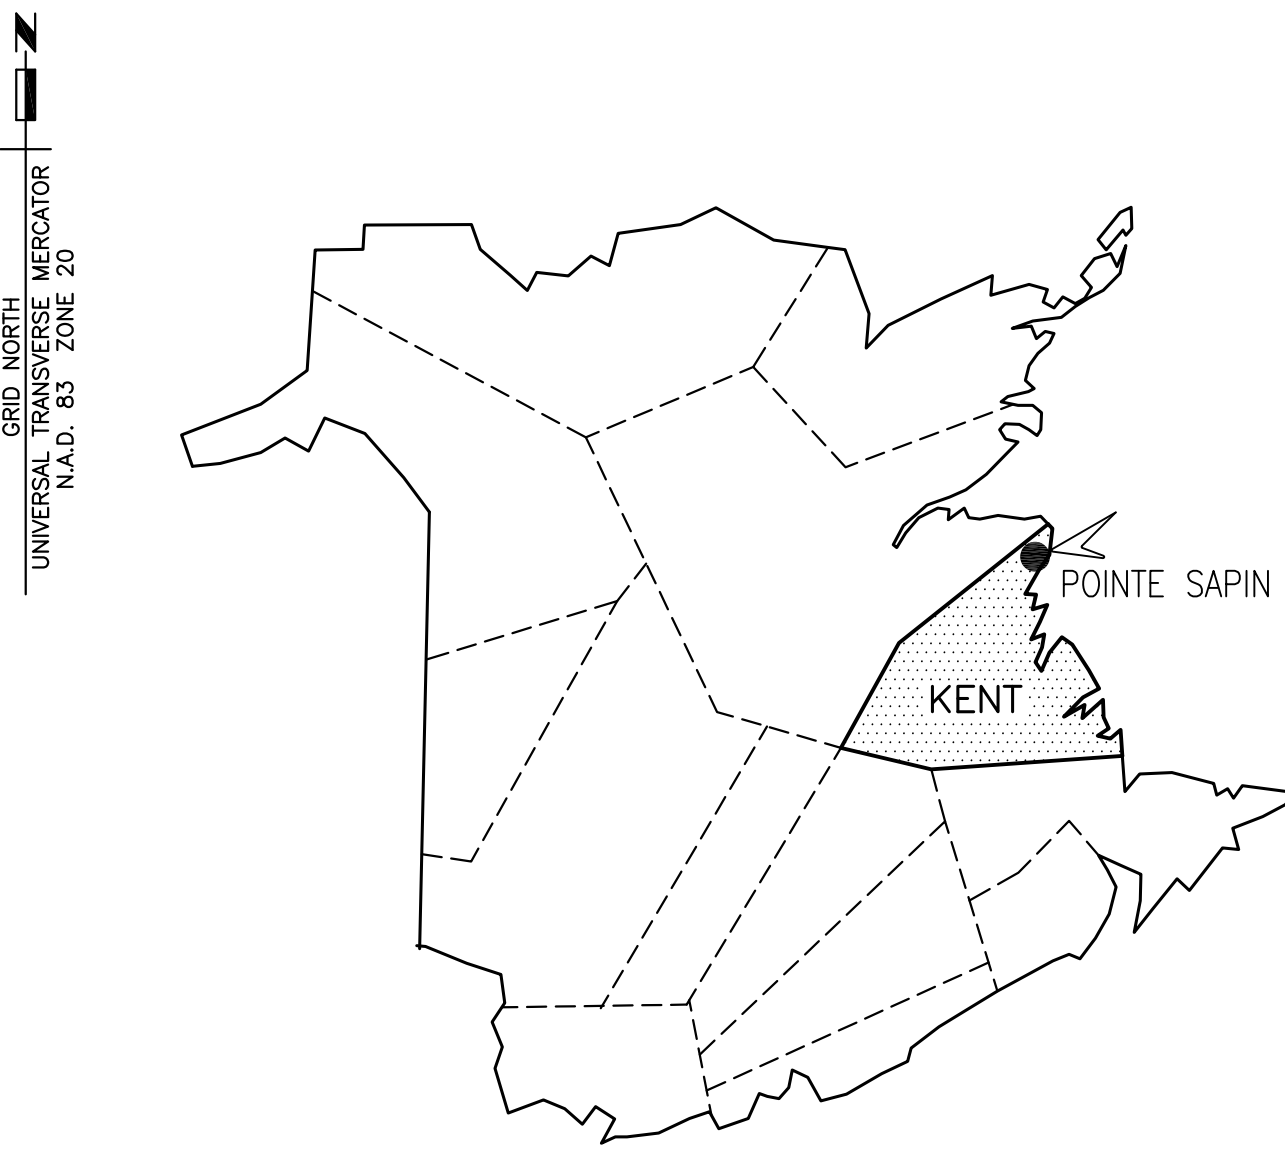 N
GRID NORTH
UNIVERSAL TRANSVERSE MERCATOR
N.A.D. 83 ZONE 20
POINTE SAPIN
KENT